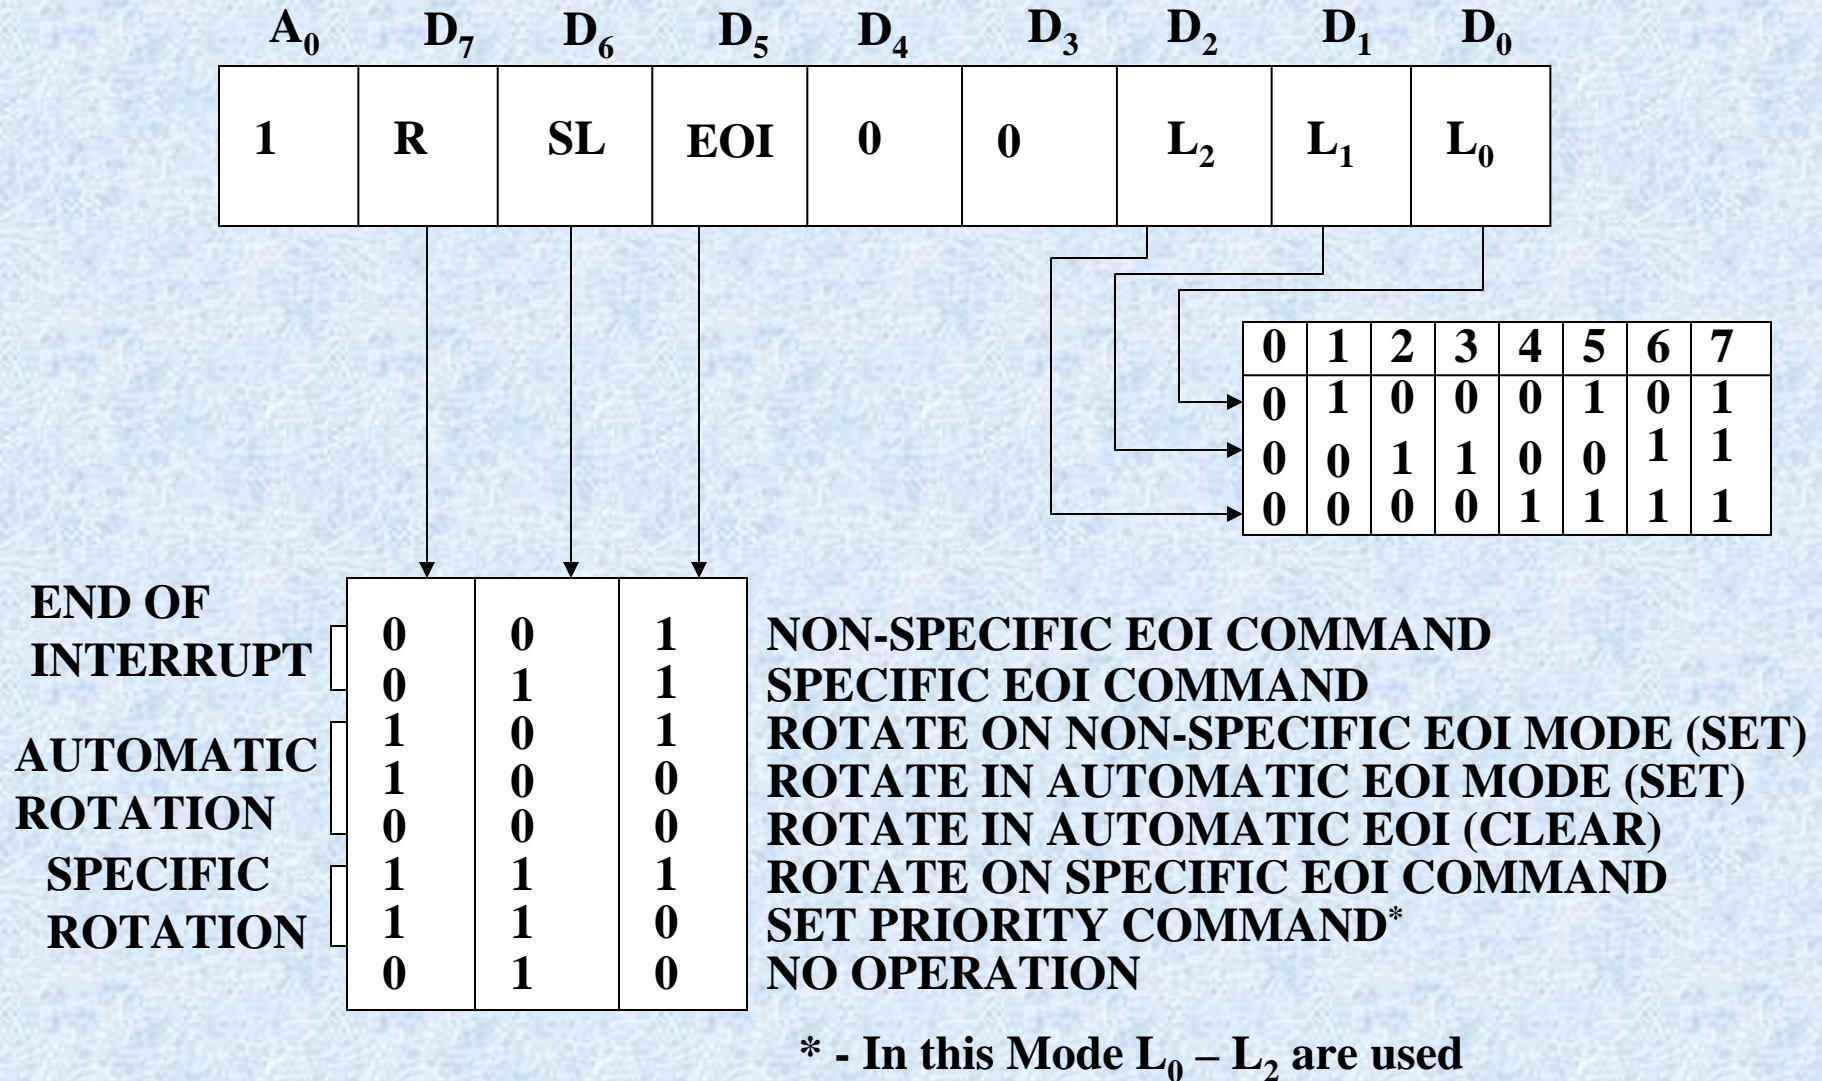 A₀ D₇ D₆ D₅ D₄ D₃ D₂ D₁ D₀
1 R SL EOI 0 0 L₂ L₁ L₀
0 1 2 3 4 5 6 7
0 1 0 0 0 1 0 1
0 0 1 1 0 0 1 1
0 0 0 0 1 1 1 1
END OF
INTERRUPT
0 0 1 NON-SPECIFIC EOI COMMAND
0 1 1 SPECIFIC EOI COMMAND
AUTOMATIC
ROTATION
1 0 1 ROTATE ON NON-SPECIFIC EOI MODE (SET)
1 0 0 ROTATE IN AUTOMATIC EOI MODE (SET)
0 0 0 ROTATE IN AUTOMATIC EOI (CLEAR)
SPECIFIC
ROTATION
1 1 1 ROTATE ON SPECIFIC EOI COMMAND
1 1 0 SET PRIORITY COMMAND*
0 1 0 NO OPERATION
* - In this Mode L₀ – L₂ are used